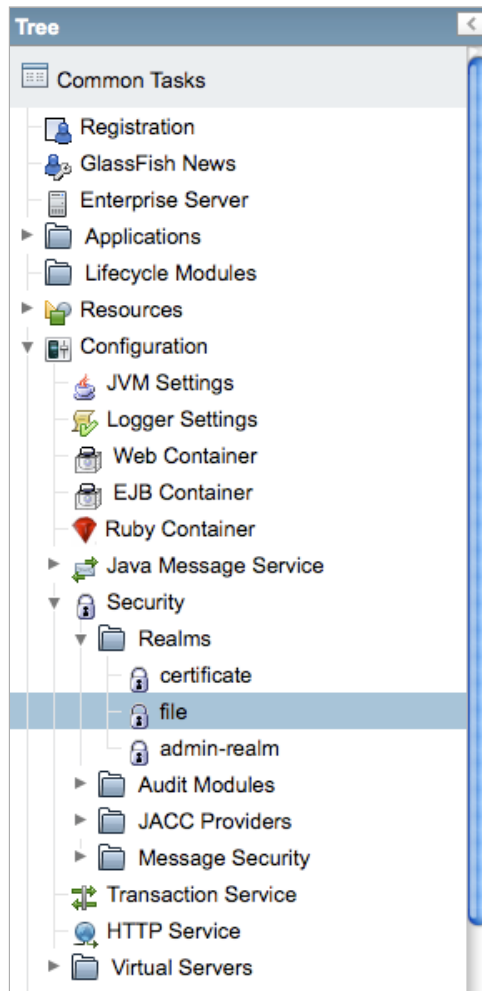 Tree
Common Tasks
Registration
GlassFish News
Enterprise Server
Applications
Lifecycle Modules
Resources
Configuration
JVM Settings
Logger Settings
Web Container
EJB Container
Ruby Container
Java Message Service
Security
Realms
certificate
file
admin-realm
Audit Modules
JACC Providers
Message Security
Transaction Service
HTTP Service
Virtual Servers